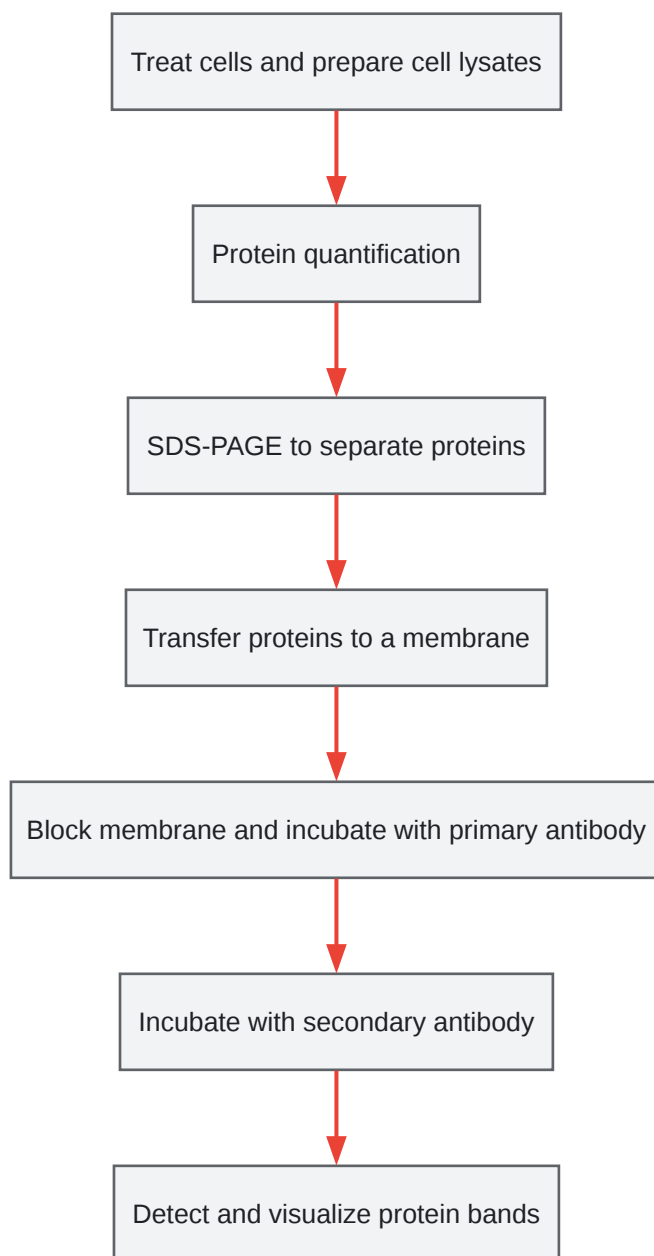 Treat cells and prepare cell lysates
Protein quantification
SDS-PAGE to separate proteins
Transfer proteins to a membrane
Block membrane and incubate with primary antibody
Incubate with secondary antibody
Detect and visualize protein bands